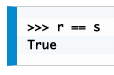 >>> r == s
True